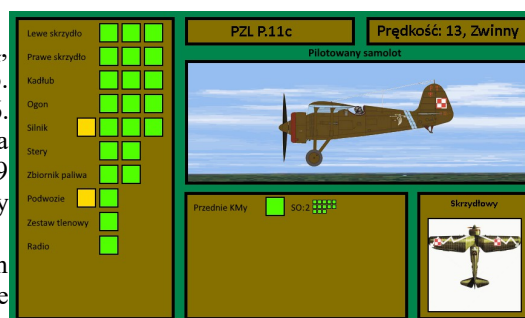 Lewe skrzydło
Prawe skrzydło
Kadłub
Ogon
Silnik
Stery
Zbiornik paliwa
Podwozie
Zestaw tlenowy
Radio
PZL P.11c
Prędkość: 13, Zwinny
Pilotowany samolot
Przednie KMy SO:2
Skrzydłowy